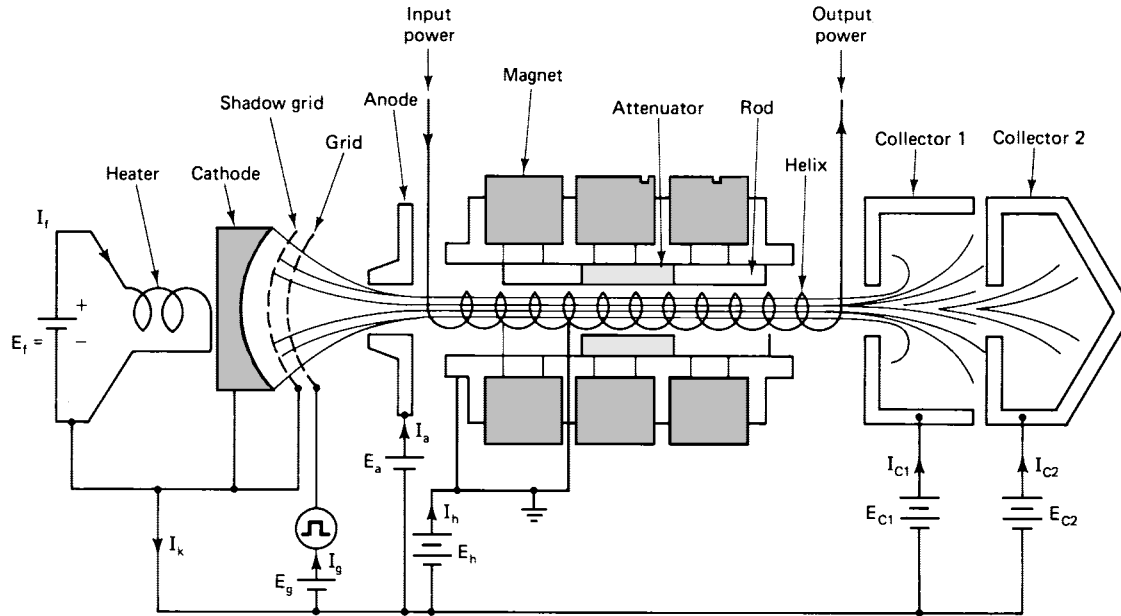 Input
power
Output
power
Magnet
Anode
Shadow grid
Grid
Attenuator
Rod
Helix
Collector 1
Collector 2
Heater
Cathode
I_f
+
−
E_f =
I_k
E_g
I_g
E_a
I_a
I_h
E_h
I_C1
E_C1
I_C2
E_C2